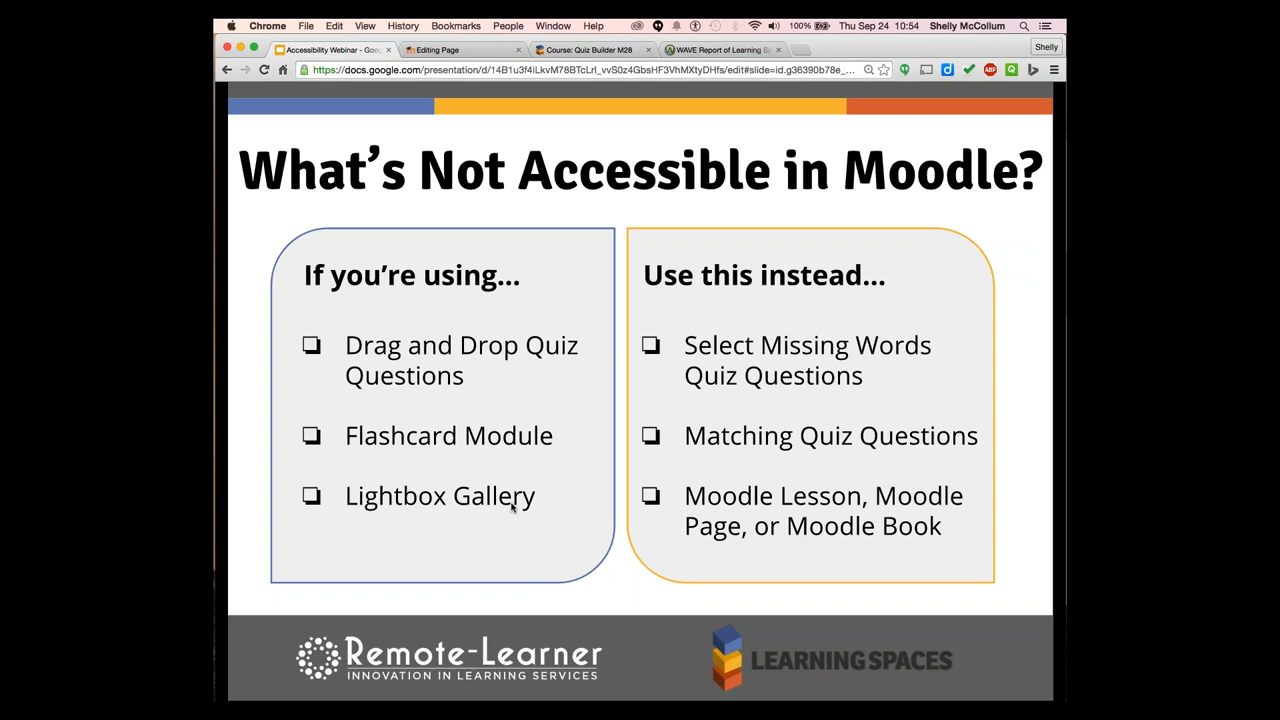 Chrome File Edit View History Bookmarks People Window Help 100% Thu Sep 24 10:54 Shelly McCollum
Accessibility Webinar - Goo Editing Page Course: Quiz Builder M28 WAVE Report of Learning Sp Shelly
What's Not Accessible in Moodle?
If you're using...
Drag and Drop Quiz
Questions
Flashcard Module
Lightbox Gallery
Use this instead...
Select Missing Words
Quiz Questions
Matching Quiz Questions
Moodle Lesson, Moodle
Page, or Moodle Book
Remote-Learner
INNOVATION IN LEARNING SERVICES
LEARNING SPACES